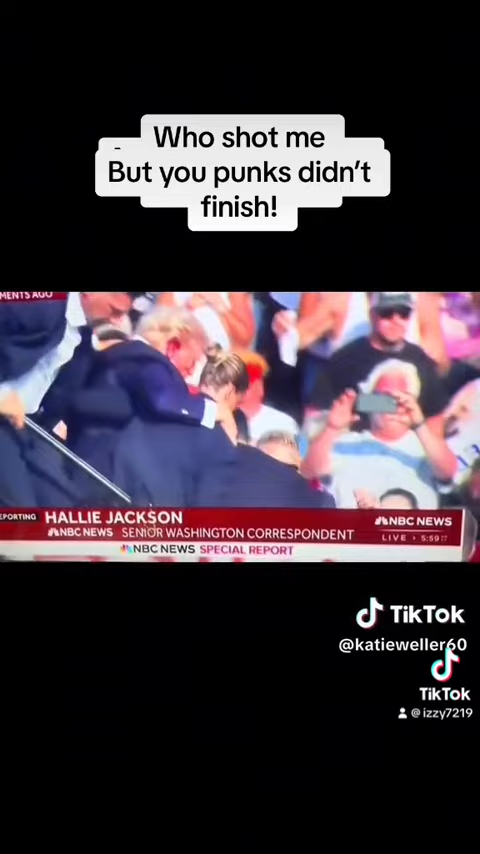 Who shot me
But you punks didn't
finish!
MENTS AGO
EPORTING HALLIE JACKSON
NBC NEWS SENIOR WASHINGTON CORRESPONDENT
NBC NEWS
LIVE 5:59
NBC NEWS SPECIAL REPORT
TikTok
@katieweller60
TikTok
@izzy7219